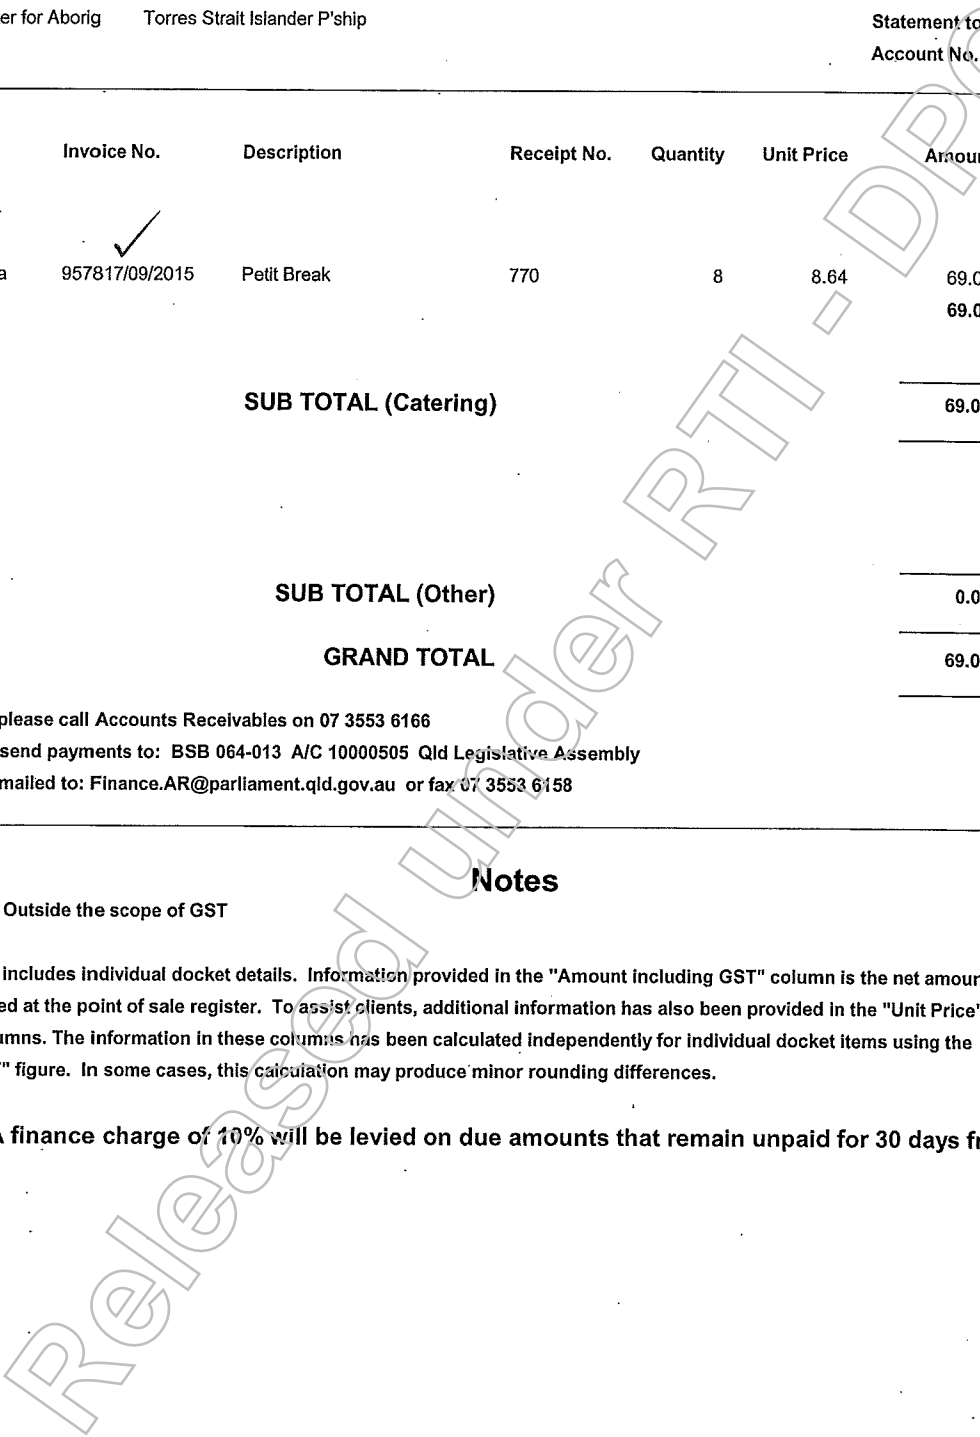 er for Aborig Torres Strait Islander P'ship
Statement to
Account No.
Invoice No. Description Receipt No. Quantity Unit Price Amoun
a 957817/09/2015 Petit Break 770 8 8.64 69.0
69.0
SUB TOTAL (Catering) 69.0
SUB TOTAL (Other) 0.0
GRAND TOTAL 69.0
please call Accounts Receivables on 07 3553 6166
send payments to: BSB 064-013 A/C 10000505 Qld Legislative Assembly
mailed to: Finance.AR@parliament.qld.gov.au or fax 07 3553 6158
Notes
Outside the scope of GST
includes individual docket details. Information provided in the "Amount including GST" column is the net amoun
ed at the point of sale register. To assist clients, additional information has also been provided in the "Unit Price"
umns. The information in these columns has been calculated independently for individual docket items using the
" figure. In some cases, this calculation may produce minor rounding differences.
A finance charge of 10% will be levied on due amounts that remain unpaid for 30 days fr
Released under RTI - DPC